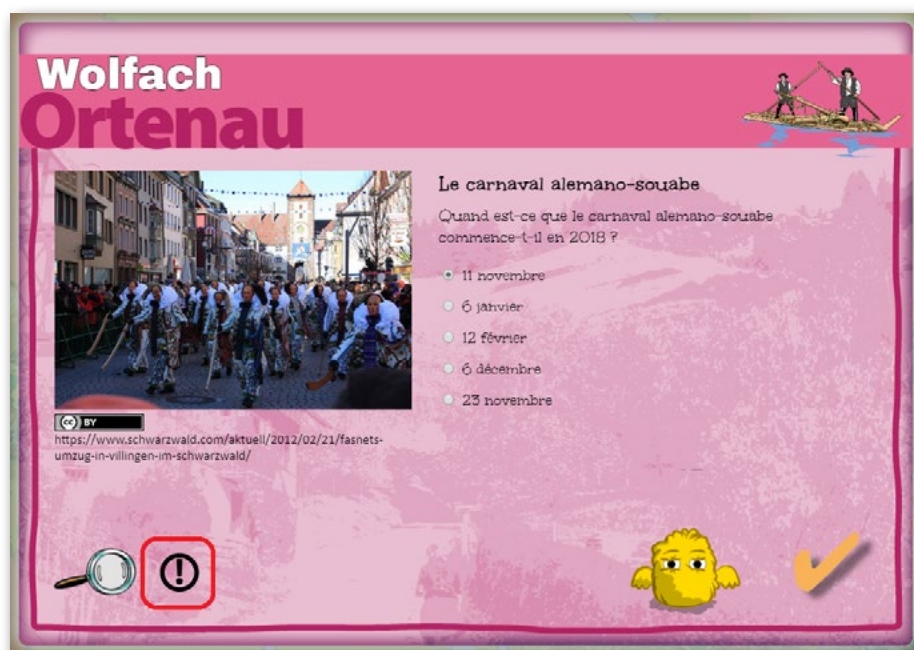 Wolfach
Ortenau
Le carnaval alemano-souabe
Quand est-ce que le carnaval alemano-souabe
commence-t-il en 2018 ?
11 novembre
6 janvier
12 février
6 décembre
23 novembre
cc BY
https://www.schwarzwald.com/aktuell/2012/02/21/fasnets-
umzug-in-villingen-im-schwarzwald/